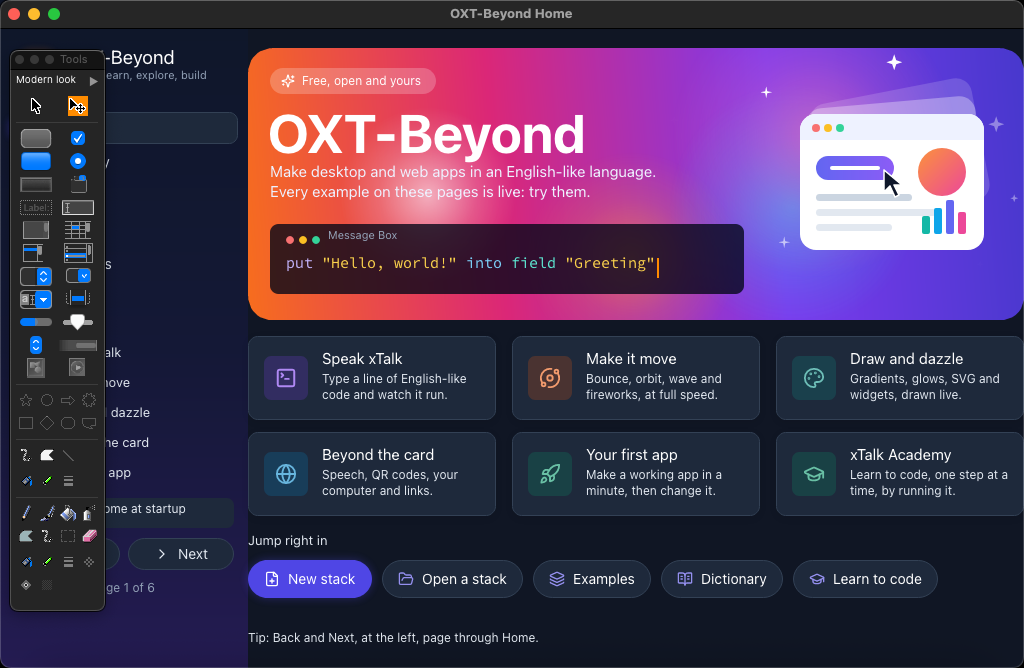 OXT-Beyond Home
Tools
Modern look
Label:
-Beyond
earn, explore, build
alk
dazzle
app
ome at startup
Next
ge 1 of 6
Free, open and yours
OXT-Beyond
Make desktop and web apps in an English-like language.
Every example on these pages is live: try them.
Message Box
put "Hello, world!" into field "Greeting"
Speak xTalk
Type a line of English-like
code and watch it run.
Make it move
Bounce, orbit, wave and
fireworks, at full speed.
Draw and dazzle
Gradients, glows, SVG and
widgets, drawn live.
Beyond the card
Speech, QR codes, your
computer and links.
Your first app
Make a working app in a
minute, then change it.
xTalk Academy
Learn to code, one step at a
time, by running it.
Jump right in
New stack
Open a stack
Examples
Dictionary
Learn to code
Tip: Back and Next, at the left, page through Home.